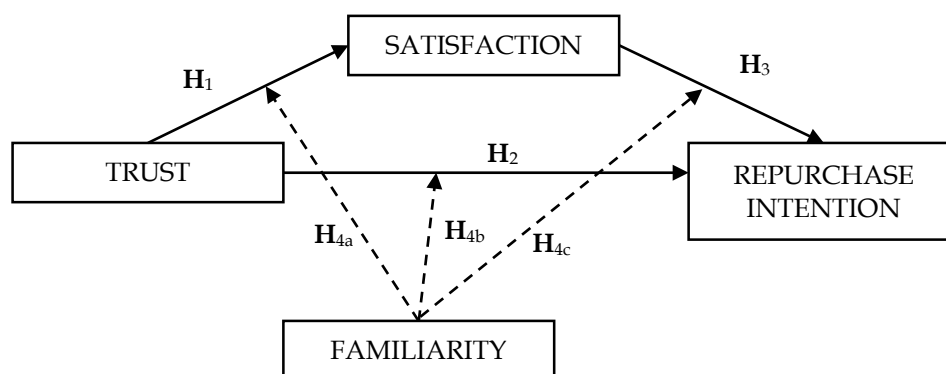 SATISFACTION
H₁
H₃
TRUST
H₂
REPURCHASE
INTENTION
H₄ₐ
H₄b
H₄c
FAMILIARITY